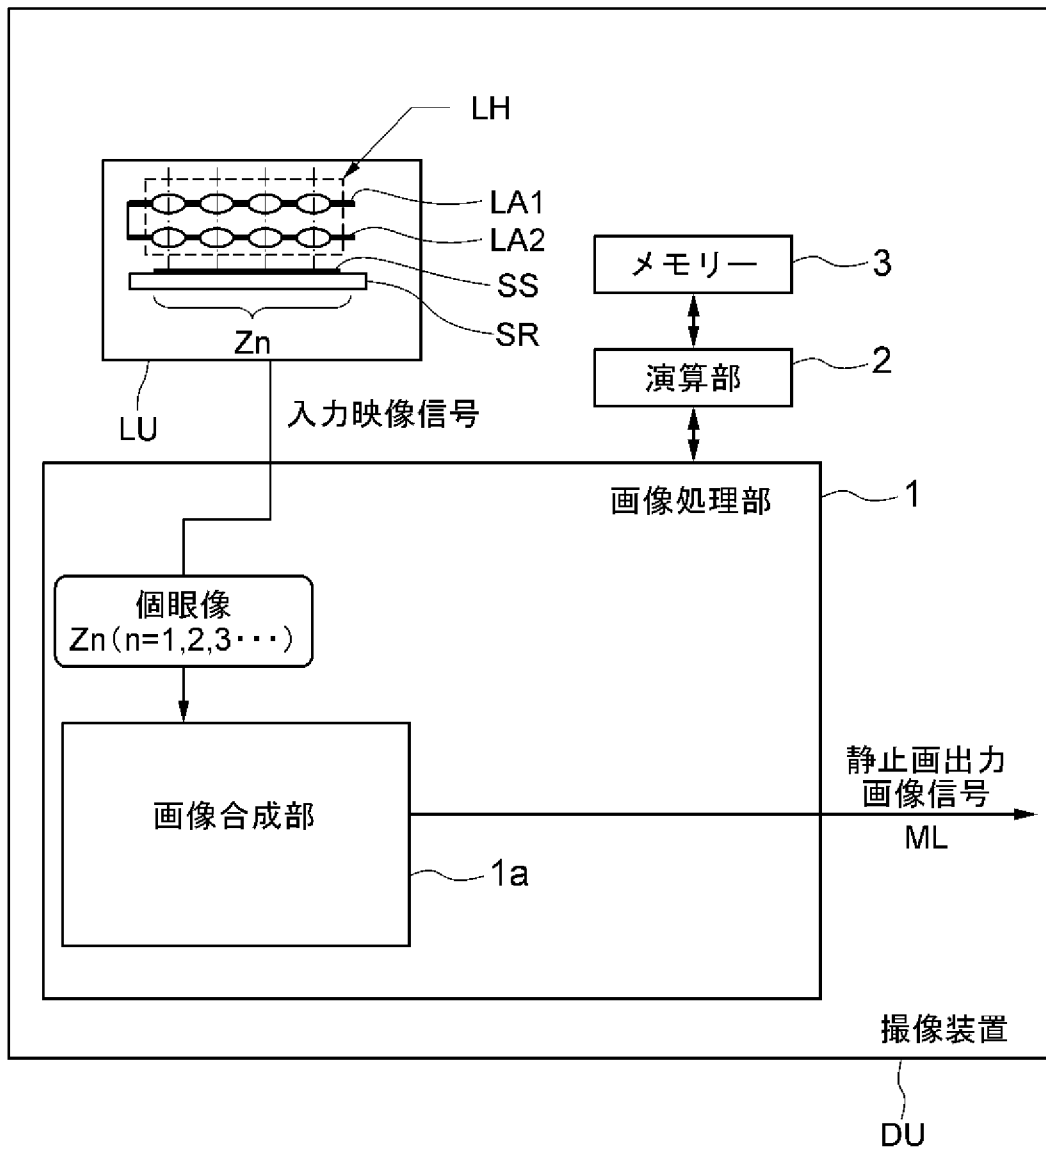 LH
LA1
LA2
SS
SR
Zn
LU
入力映像信号
メモリー
3
演算部
2
画像処理部
1
個眼像
Zn(n=1,2,3・・・)
画像合成部
1a
静止画出力
画像信号
ML
撮像装置
DU